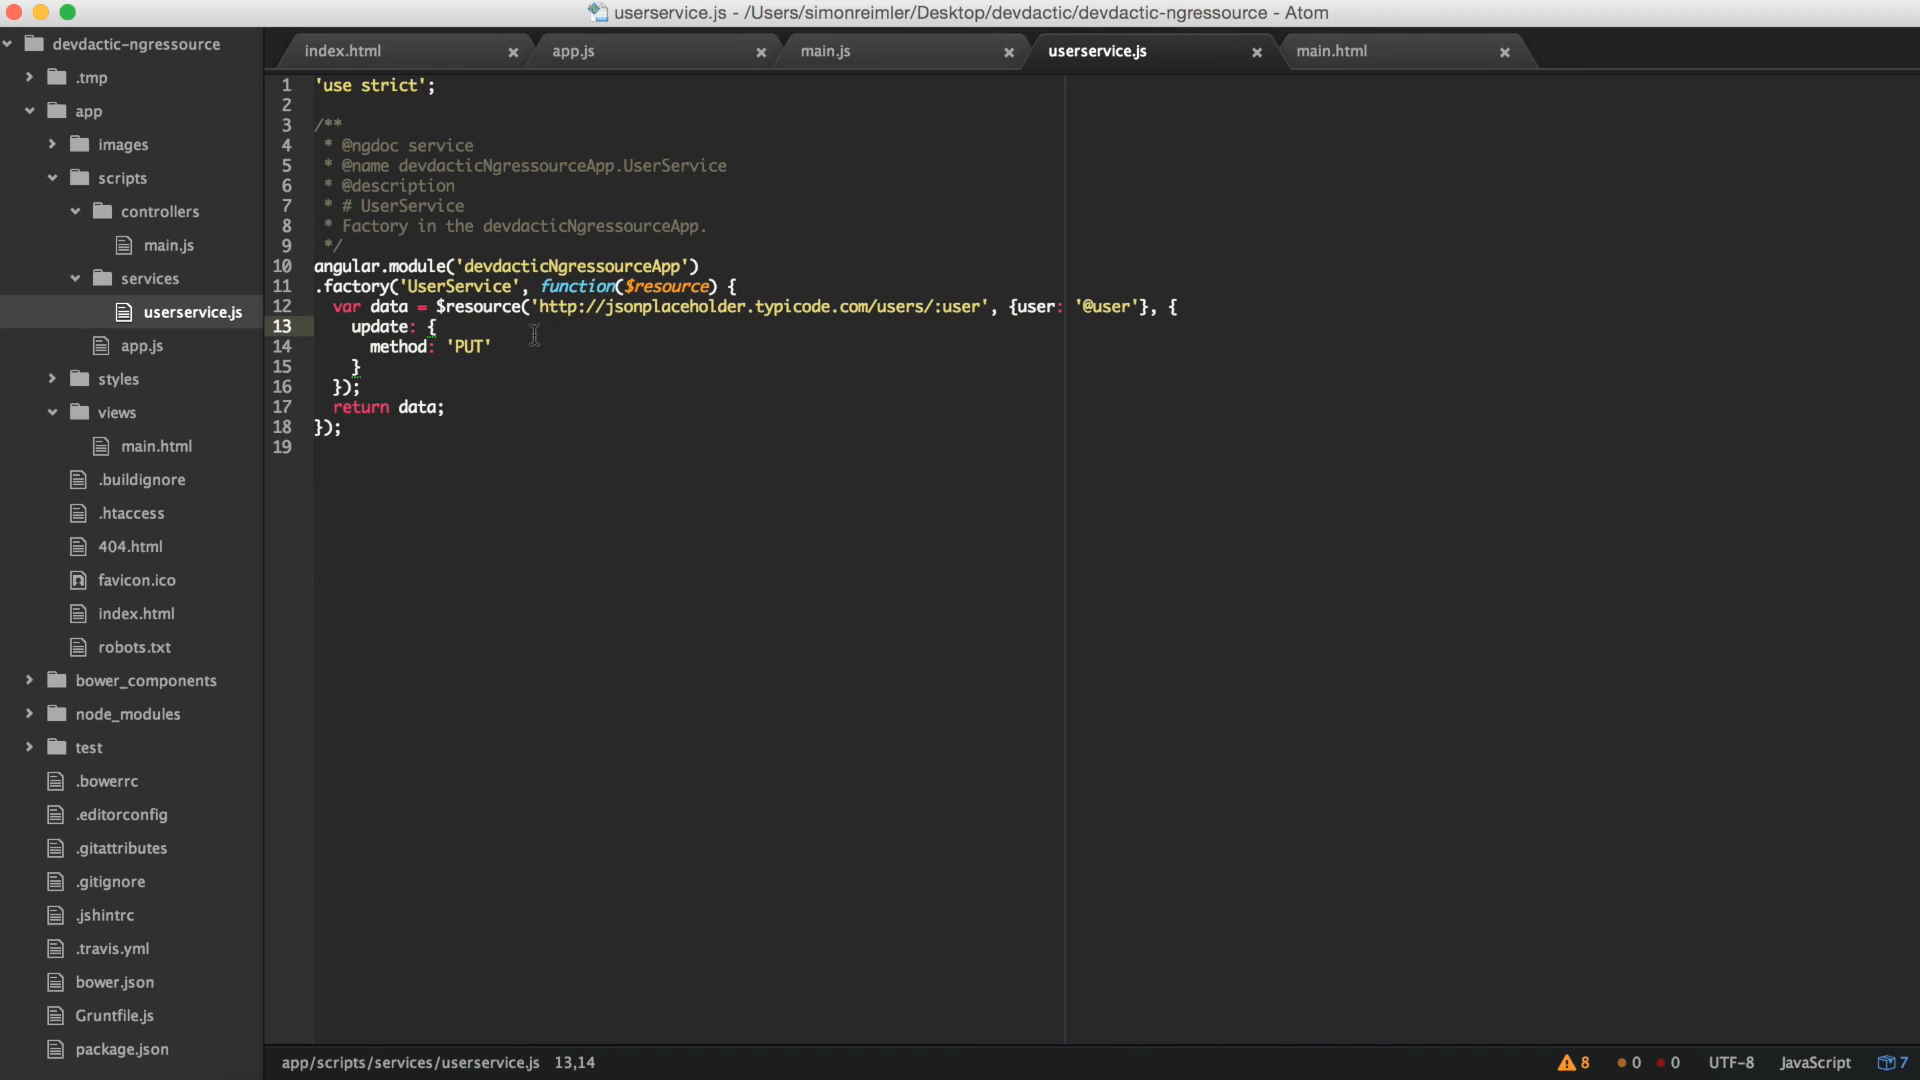 userservice.js - /Users/simonreimler/Desktop/devdactic/devdactic-ngressource - Atom
devdactic-ngressource
.tmp
app
images
scripts
controllers
main.js
services
userservice.js
app.js
styles
views
main.html
.buildignore
.htaccess
404.html
favicon.ico
index.html
robots.txt
bower_components
node_modules
test
.bowerrc
.editorconfig
.gitattributes
.gitignore
.jshintrc
.travis.yml
bower.json
Gruntfile.js
package.json
index.html
app.js
main.js
userservice.js
main.html
1 'use strict';
2
3 /**
4  * @ngdoc service
5  * @name devdacticNgressourceApp.UserService
6  * @description
7  * # UserService
8  * Factory in the devdacticNgressourceApp.
9  */
10 angular.module('devdacticNgressourceApp')
11 .factory('UserService', function($resource) {
12   var data = $resource('http://jsonplaceholder.typicode.com/users/:user', {user: '@user'}, {
13     update: {
14       method: 'PUT'
15     }
16   });
17   return data;
18 });
19
app/scripts/services/userservice.js 13,14
8 0 0 UTF-8 JavaScript 7